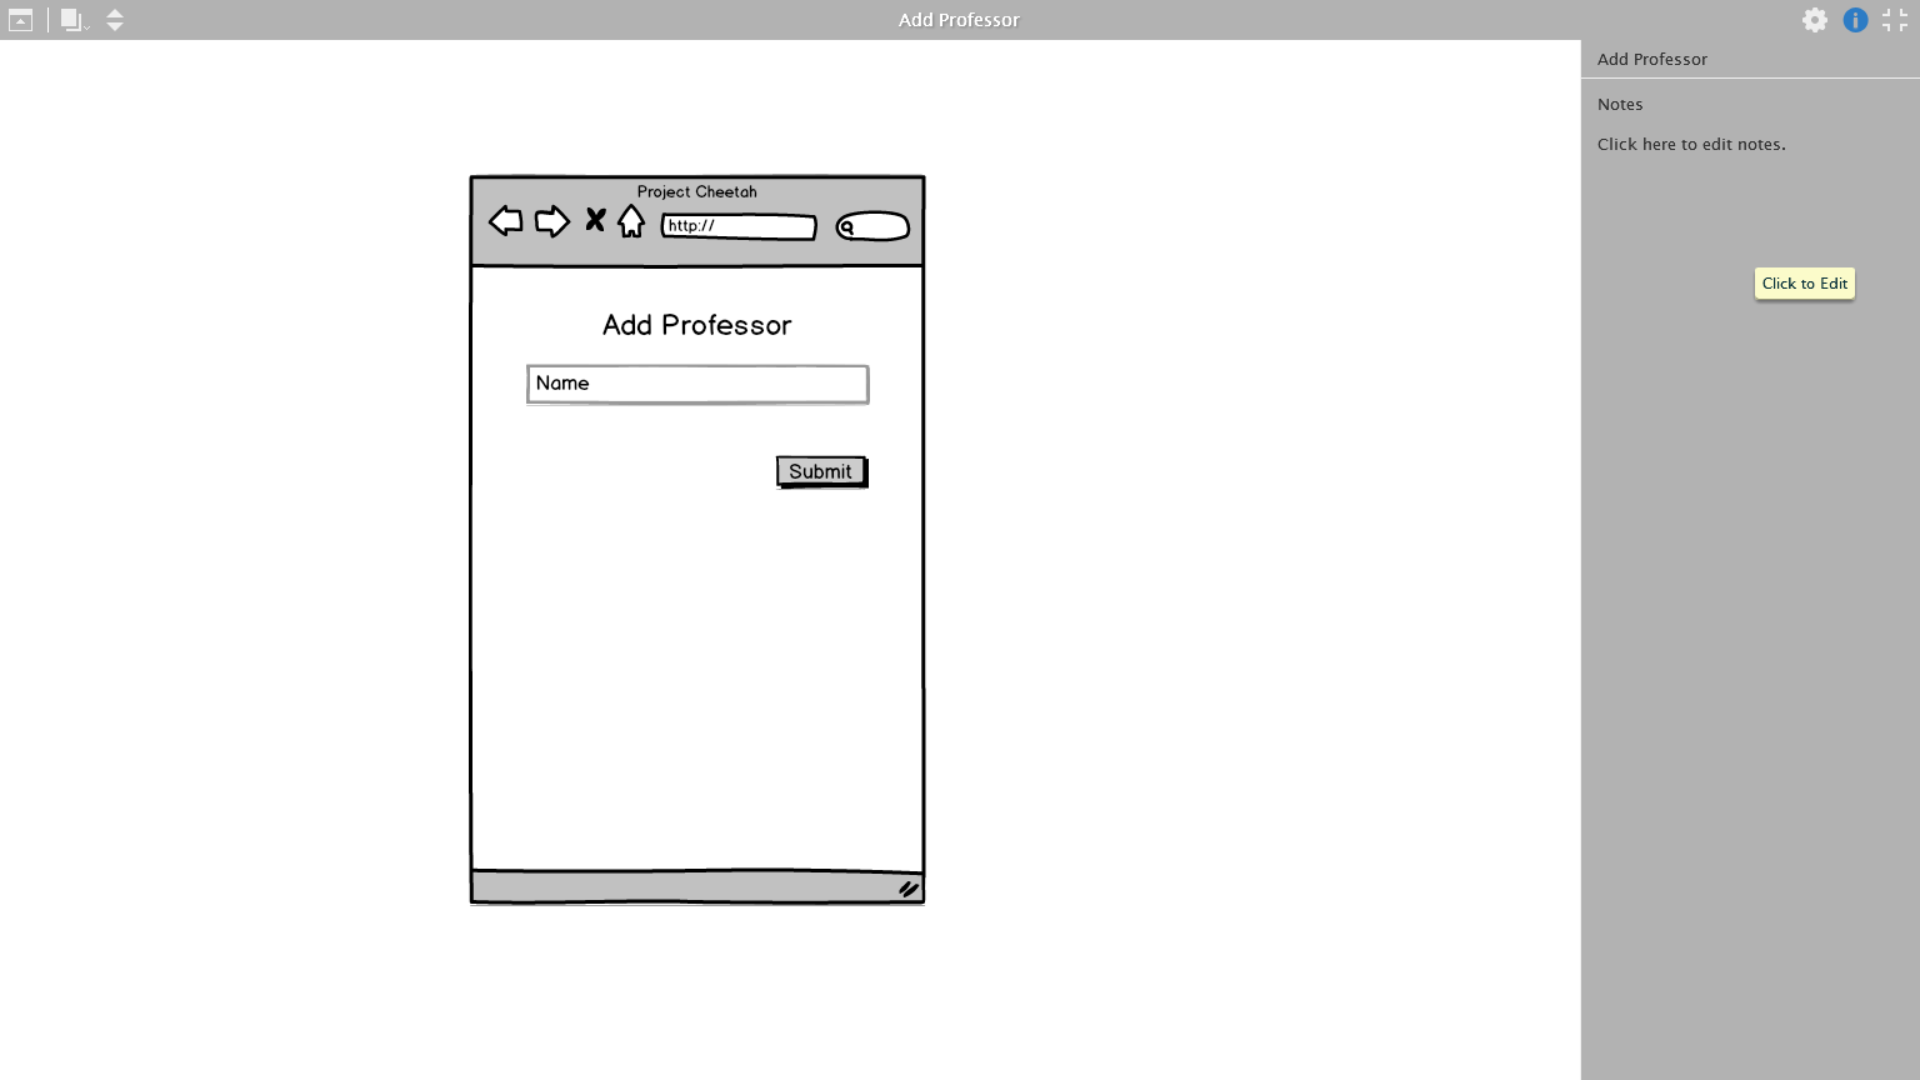 Add Professor
Add Professor
Notes
Click here to edit notes.
Click to Edit
Project Cheetah
http://
Add Professor
Name
Submit